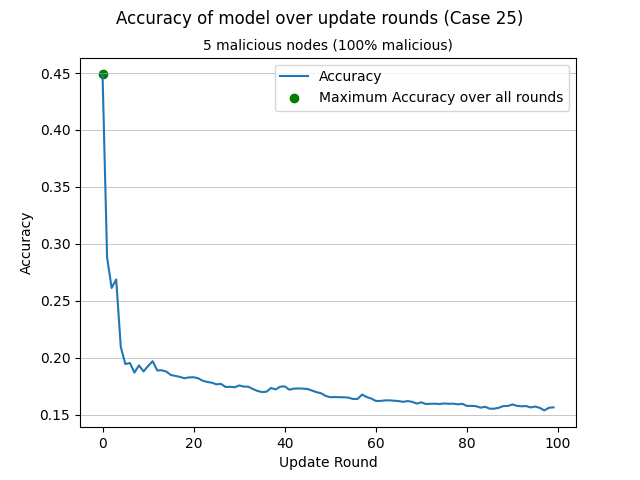 Accuracy of model over update rounds (Case 25)
5 malicious nodes (100% malicious)
Accuracy
Maximum Accuracy over all rounds
0.45
0.40
0.35
0.30
0.25
0.20
0.15
Accuracy
0 20 40 60 80 100
Update Round